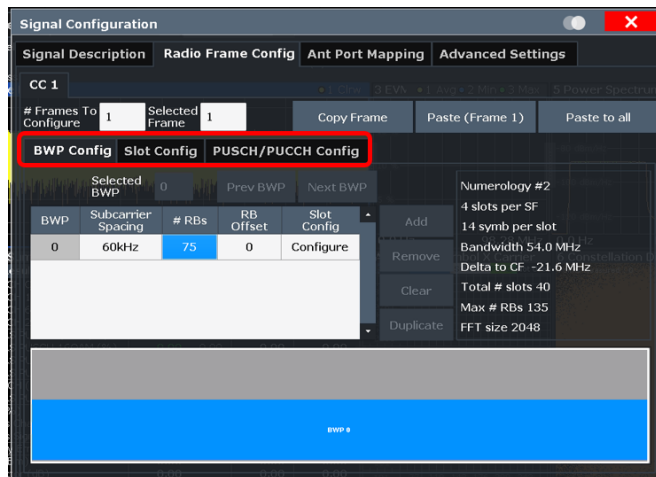 Signal Configuration
Signal Description Radio Frame Config Ant Port Mapping Advanced Settings
CC 1
# Frames To Configure 1 Selected Frame 1 Copy Frame Paste (Frame 1) Paste to all
BWP Config Slot Config PUSCH/PUCCH Config
Selected BWP 0 Prev BWP Next BWP
BWP Subcarrier Spacing # RBs RB Offset Slot Config
0 60kHz 75 0 Configure
Add
Remove
Clear
Duplicate
Numerology #2
4 slots per SF
14 symb per slot
Bandwidth 54.0 MHz
Delta to CF -21.6 MHz
Total # slots 40
Max # RBs 135
FFT size 2048
BWP 0